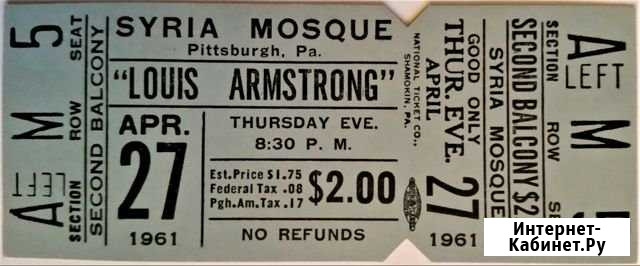 5
SEAT
M
ROW
A LEFT
SECTION
SECOND BALCONY
SYRIA MOSQUE
Pittsburgh, Pa.
"LOUIS ARMSTRONG"
APR.
27
1961
THURSDAY EVE.
8:30 P. M.
Est. Price $1.75
Federal Tax .08
Pgh. Am. Tax .17
$2.00
NO REFUNDS
NATIONAL TICKET CO.,
SHAMOKIN, PA.
GOOD ONLY
THUR. EVE.
APRIL
27
1961
SYRIA MOSQUE
SECOND BALCONY $2
SECTION
ROW
A
LEFT
M
Интернет-
Кабинет.Ру